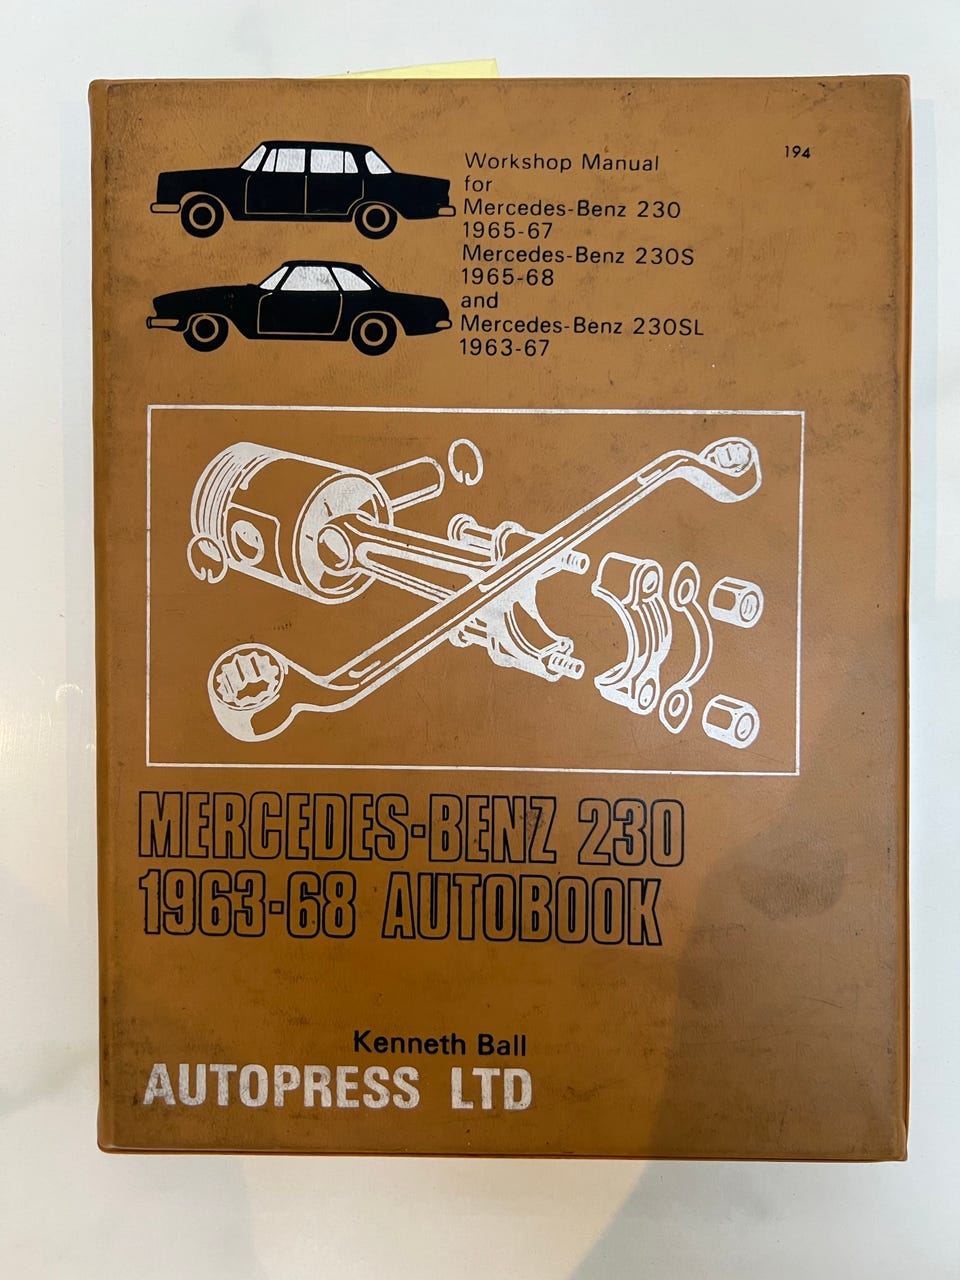 194
Workshop Manual
for
Mercedes-Benz 230
1965-67
Mercedes-Benz 230S
1965-68
and
Mercedes-Benz 230SL
1963-67
MERCEDES-BENZ 230
1963-68 AUTOBOOK
Kenneth Ball
AUTOPRESS LTD